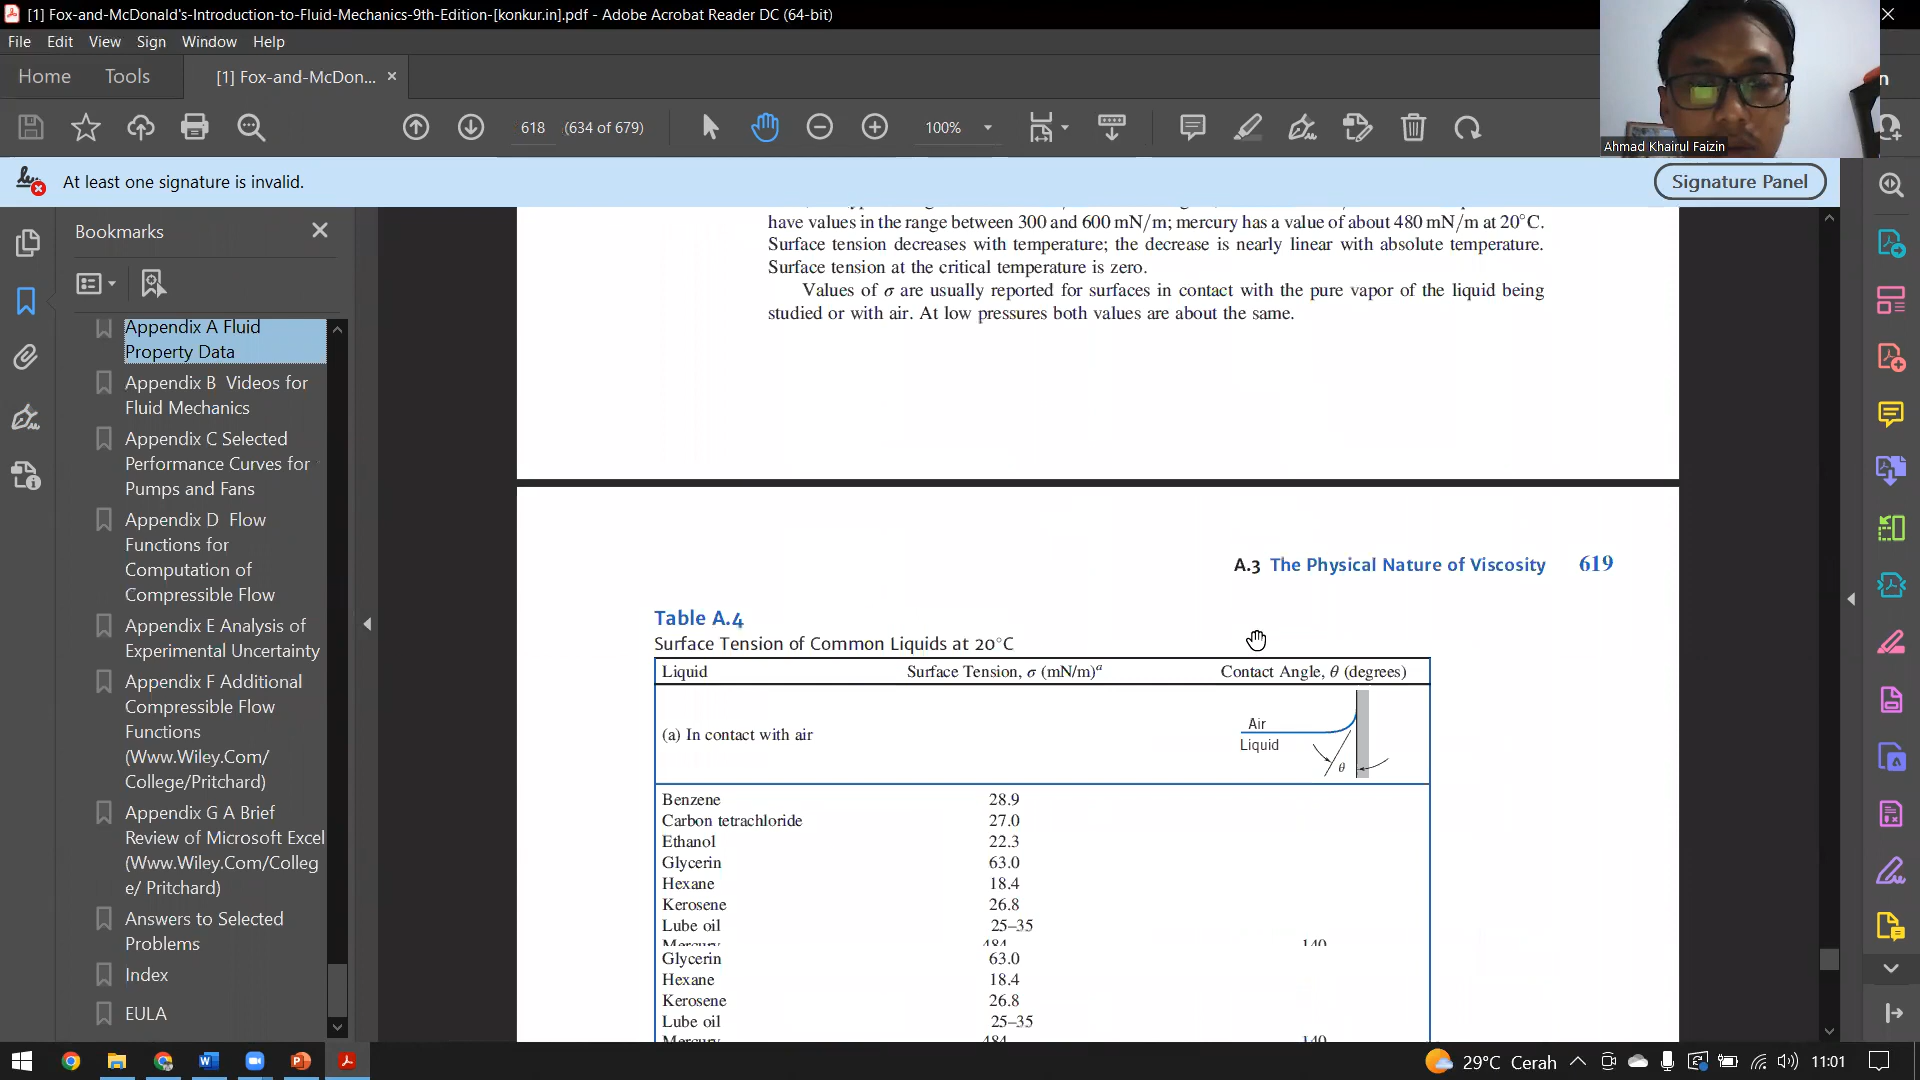 [1] Fox-and-McDonald's-Introduction-to-Fluid-Mechanics-9th-Edition-[konkur.in].pdf - Adobe Acrobat Reader DC (64-bit)
File Edit View Sign Window Help
Home Tools [1] Fox-and-McDon...
618 (634 of 679) 100%
Ahmad Khairul Faizin
At least one signature is invalid.
Signature Panel
Bookmarks
Appendix A Fluid
Property Data
Appendix B Videos for
Fluid Mechanics
Appendix C Selected
Performance Curves for
Pumps and Fans
Appendix D Flow
Functions for
Computation of
Compressible Flow
Appendix E Analysis of
Experimental Uncertainty
Appendix F Additional
Compressible Flow
Functions
(Www.Wiley.Com/
College/Pritchard)
Appendix G A Brief
Review of Microsoft Excel
(Www.Wiley.Com/Colleg
e/ Pritchard)
Answers to Selected
Problems
Index
EULA
have values in the range between 300 and 600 mN/m; mercury has a value of about 480 mN/m at 20°C.
Surface tension decreases with temperature; the decrease is nearly linear with absolute temperature.
Surface tension at the critical temperature is zero.
Values of σ are usually reported for surfaces in contact with the pure vapor of the liquid being
studied or with air. At low pressures both values are about the same.
A.3 The Physical Nature of Viscosity 619
Table A.4
Surface Tension of Common Liquids at 20°C
Liquid Surface Tension, σ (mN/m)a Contact Angle, θ (degrees)
(a) In contact with air
Air
Liquid
θ
Benzene 28.9
Carbon tetrachloride 27.0
Ethanol 22.3
Glycerin 63.0
Hexane 18.4
Kerosene 26.8
Lube oil 25–35
Mercury 484 140
Glycerin 63.0
Hexane 18.4
Kerosene 26.8
Lube oil 25–35
Mercury 484 140
29°C Cerah 11:01